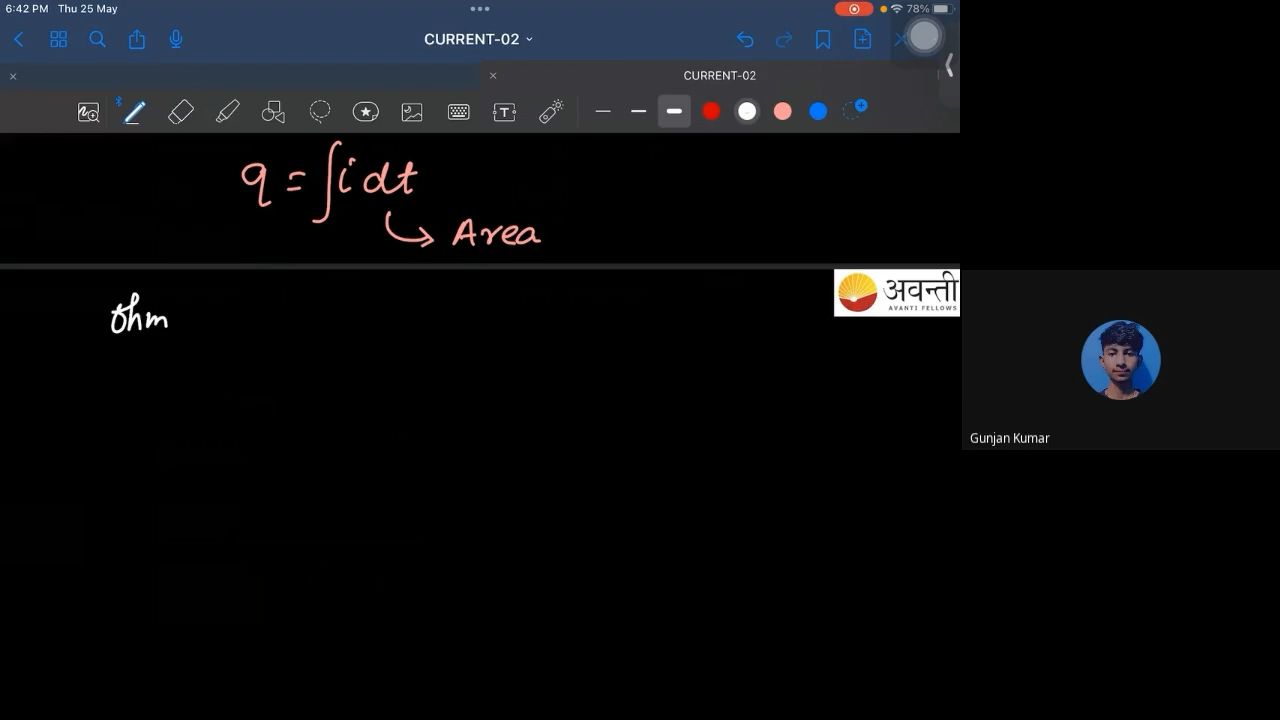 6:42 PM Thu 25 May
78%
CURRENT-02
CURRENT-02
q = ∫i dt
Area
अवन्ती
AVANTI FELLOWS
Ohm
Gunjan Kumar